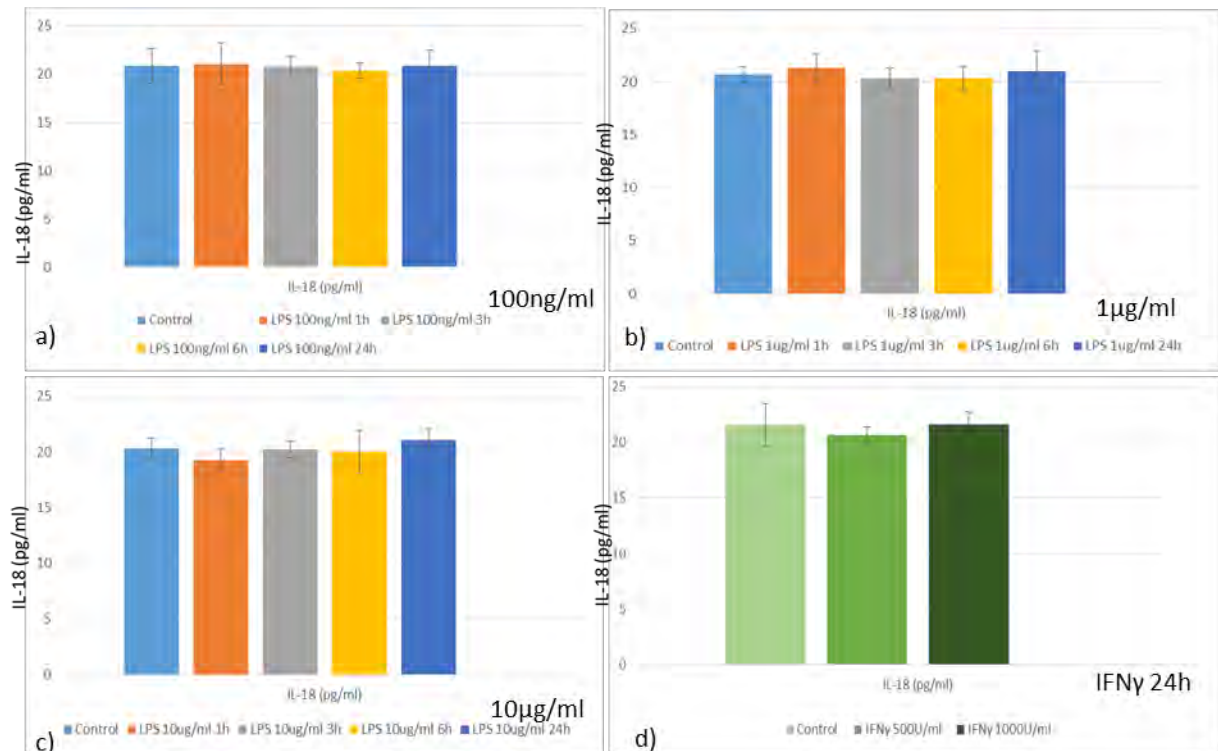 25
20
15
10
5
0
IL-18 (pg/ml)
IL-18 (pg/ml)
100ng/ml
Control LPS 100ng/ml 1h LPS 100ng/ml 3h
LPS 100ng/ml 6h LPS 100ng/ml 24h
a)
25
20
15
10
5
0
IL-18 (pg/ml)
IL-18 (pg/ml)
1µg/ml
Control LPS 1ug/ml 1h LPS 1ug/ml 3h LPS 1ug/ml 6h LPS 1ug/ml 24h
b)
25
20
15
10
5
0
IL-18 (pg/ml)
IL-18 (pg/ml)
10µg/ml
Control LPS 10ug/ml 1h LPS 10ug/ml 3h LPS 10ug/ml 6h LPS 10ug/ml 24h
c)
25
20
15
10
5
0
IL-18 (pg/ml)
IL-18 (pg/ml)
IFNγ 24h
Control IFNγ 500U/ml IFNγ 1000U/ml
d)